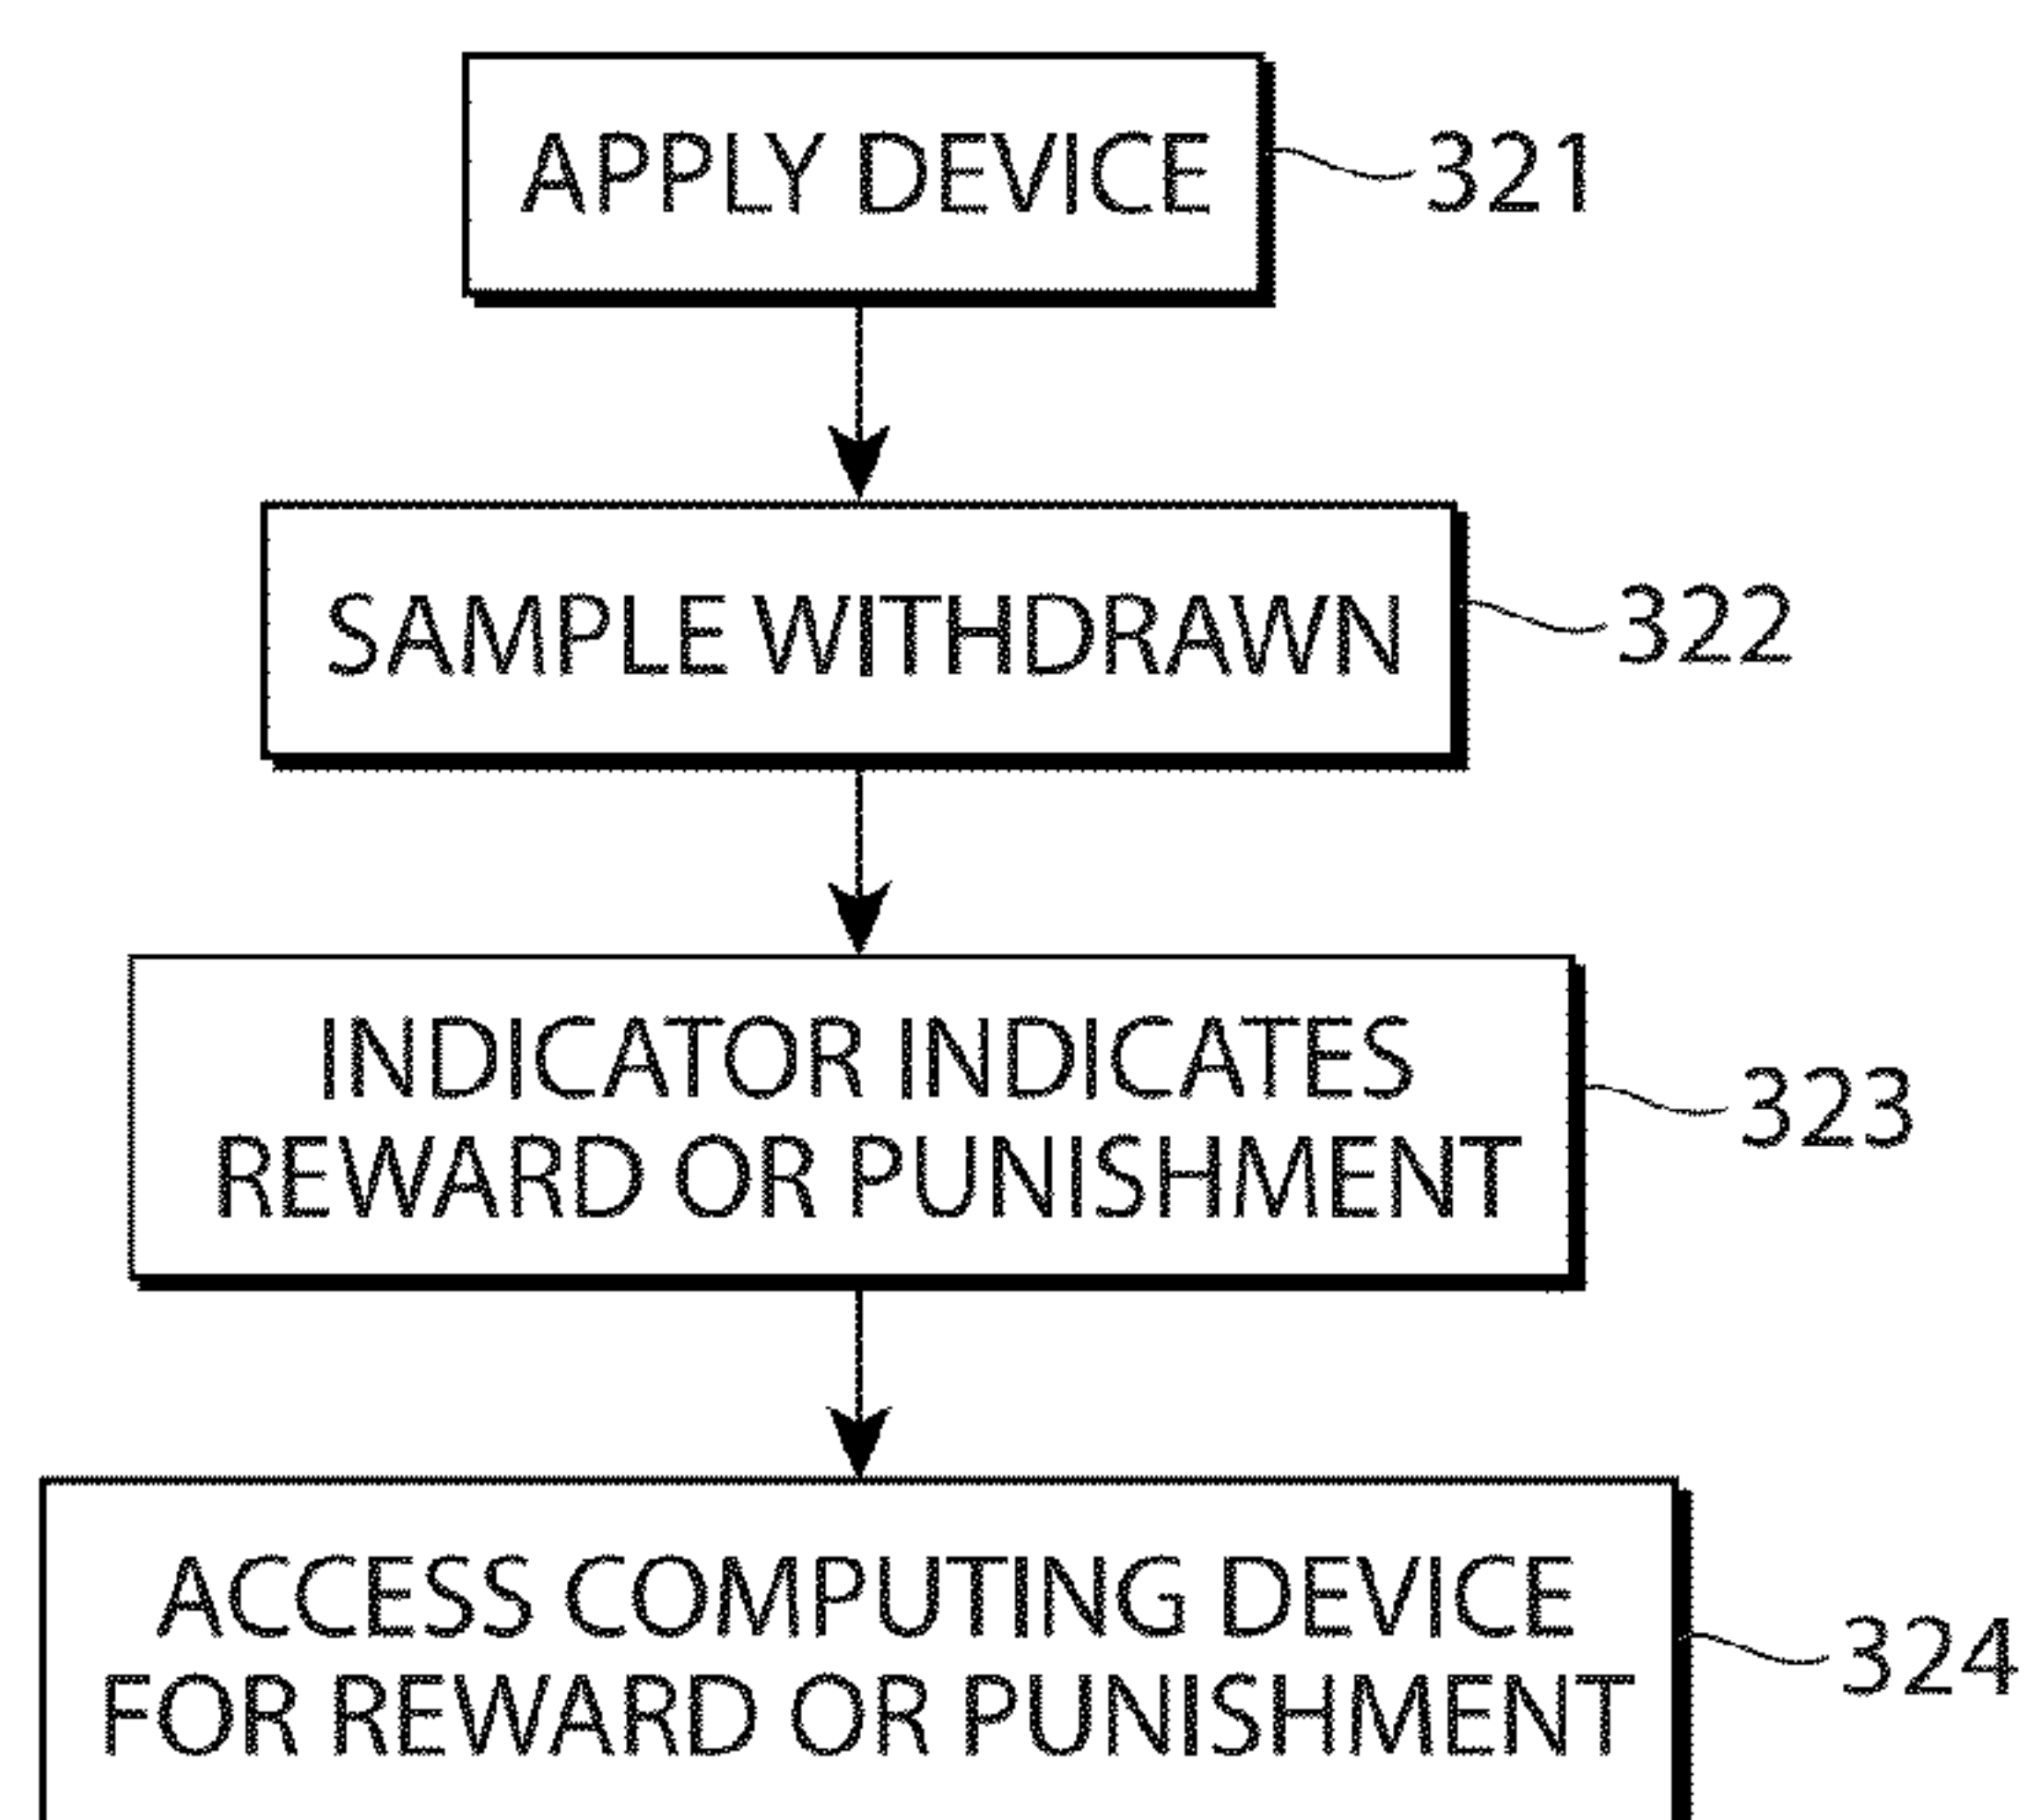 APPLY DEVICE
321
SAMPLE WITHDRAWN
322
INDICATOR INDICATES
REWARD OR PUNISHMENT
323
ACCESS COMPUTING DEVICE
FOR REWARD OR PUNISHMENT
324